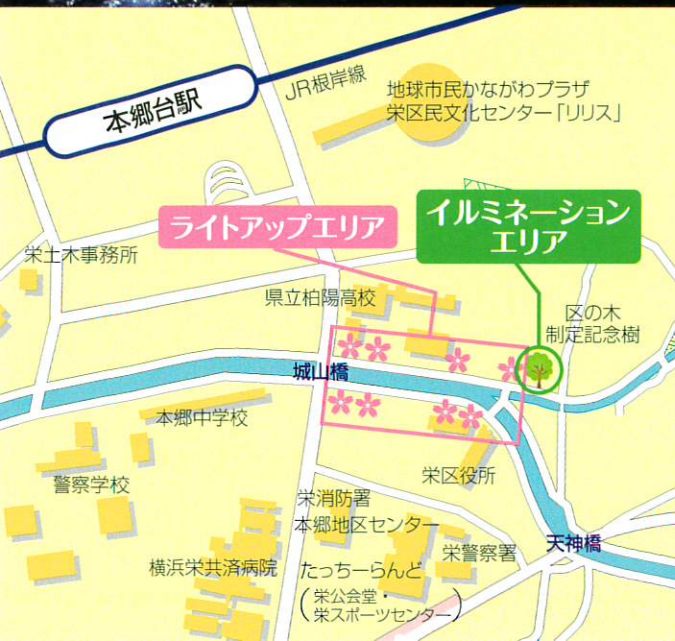 本郷台駅
JR根岸線
地球市民かながわプラザ
栄区民文化センター「リリス」
ライトアップエリア
イルミネーション
エリア
栄土木事務所
県立柏陽高校
区の木
制定記念樹
城山橋
本郷中学校
警察学校
栄区役所
栄消防署
本郷地区センター
栄警察署
天神橋
横浜栄共済病院
たっちーらんど
(栄公会堂・
栄スポーツセンター)